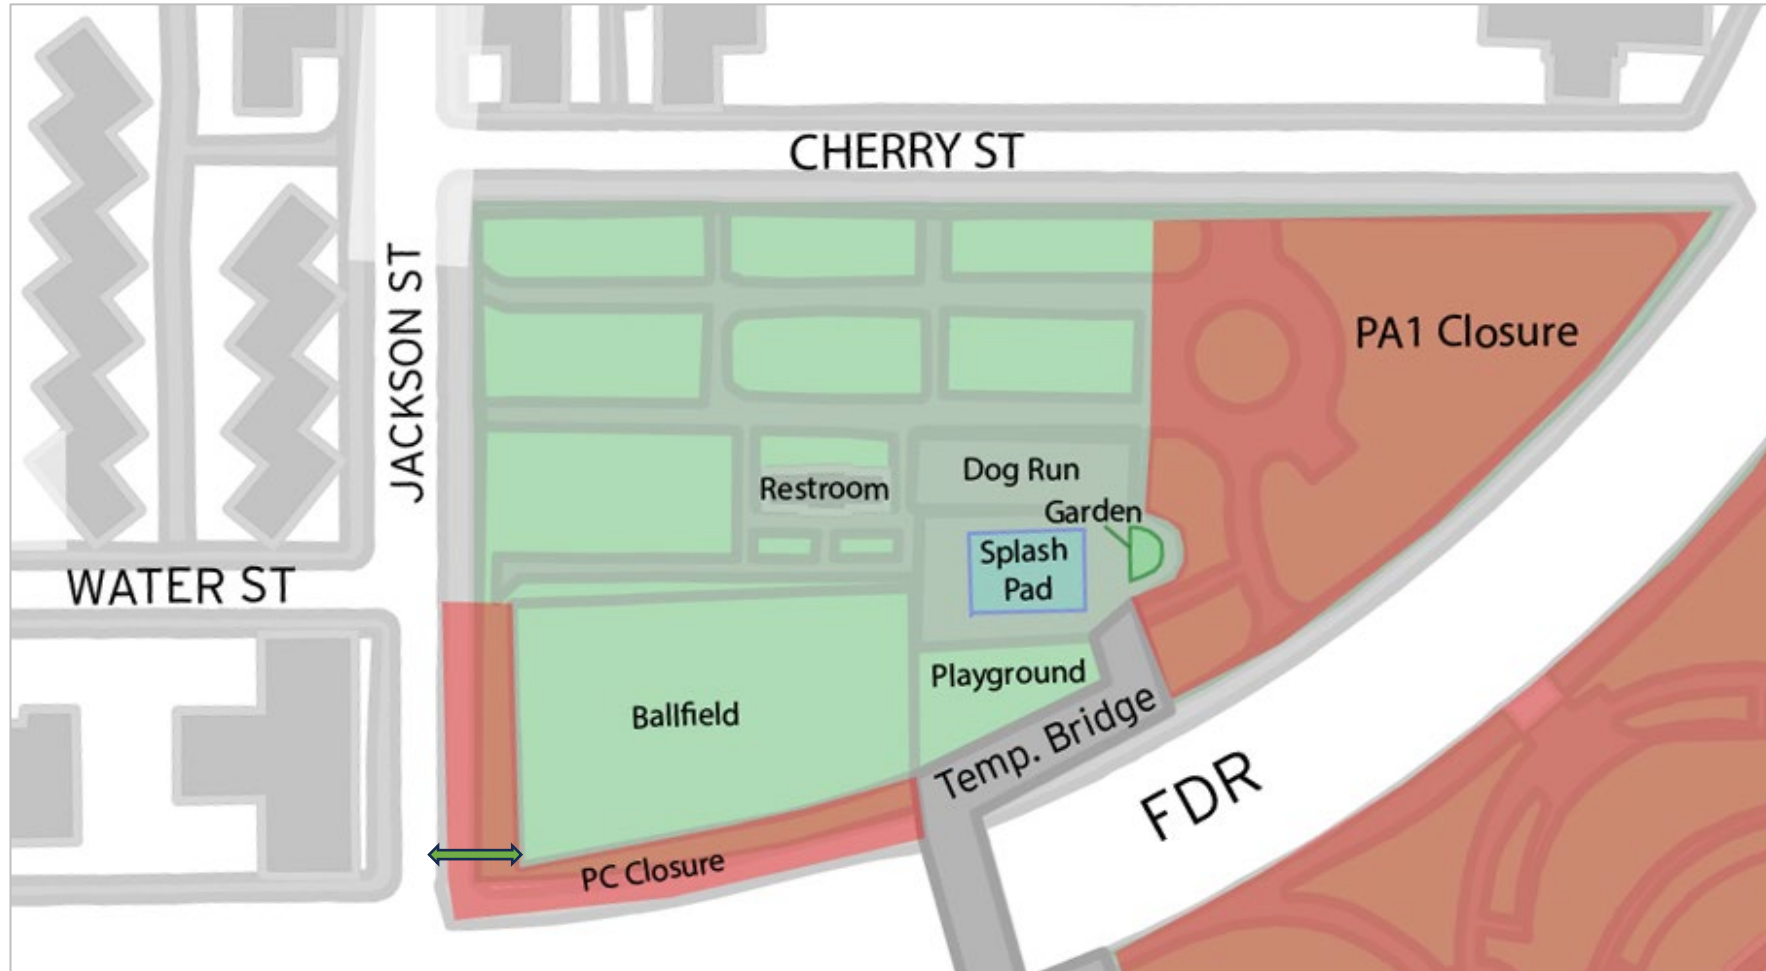 CHERRY ST
JACKSON ST
PA1 Closure
Dog Run
Restroom
Garden
Splash
Pad
WATER ST
Playground
Ballfield
Temp. Bridge
FDR
PC Closure